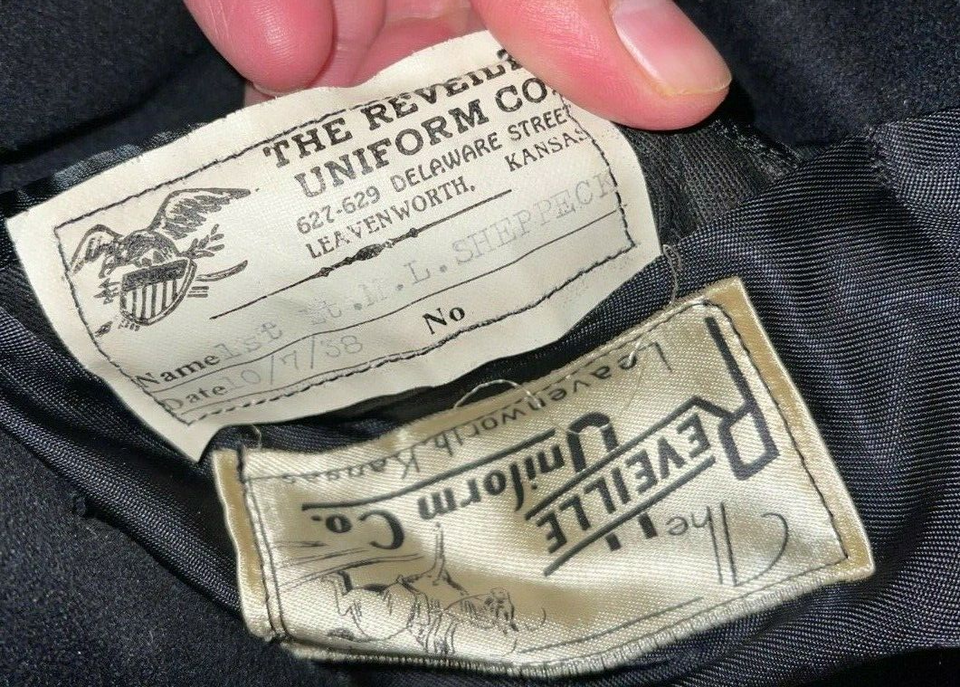 THE REVEILLE
UNIFORM CO.
627-629 DELAWARE STREET
LEAVENWORTH, KANSAS
Name 1st Lt. L. SHEPPECK
Date 10/7/38 No
The
REVEILLE
Uniform Co.
Leavenworth Kansas